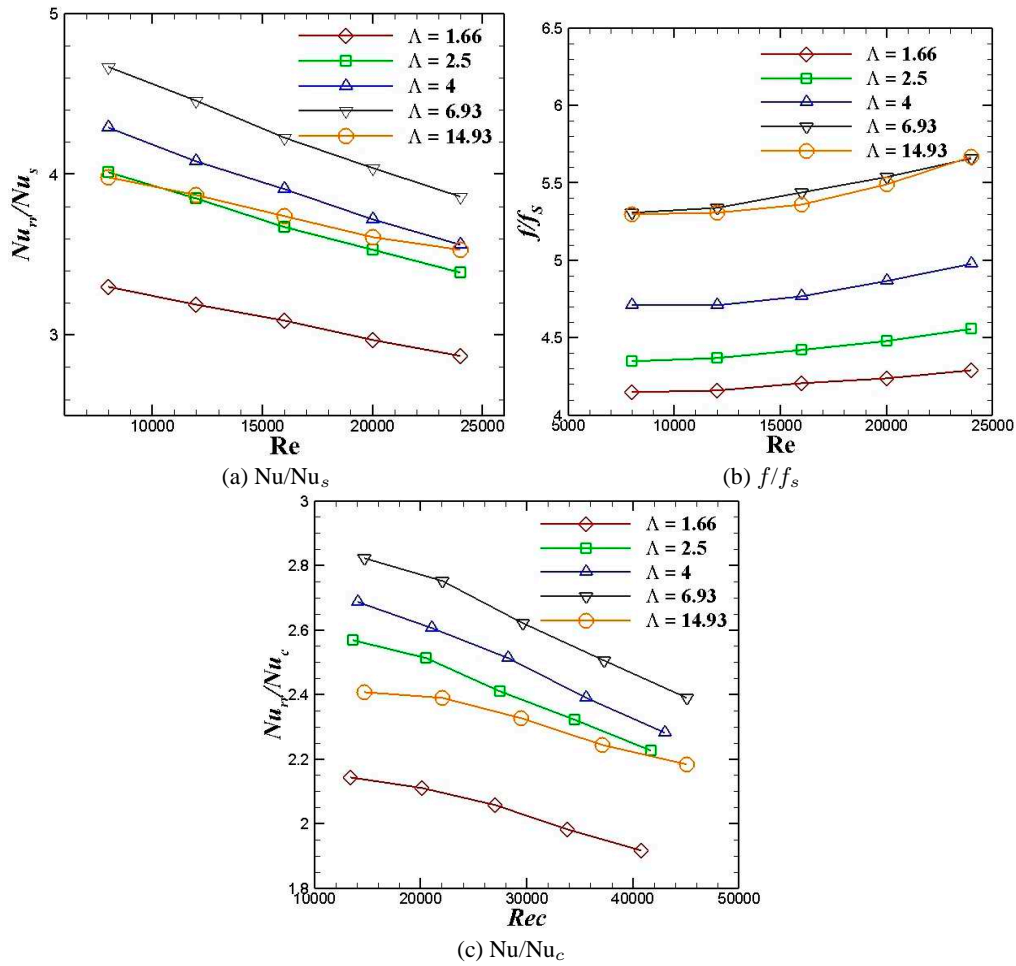 5
4
3
Nu_rr/Nu_s
10000 15000 20000 25000
Re
Λ = 1.66
Λ = 2.5
Λ = 4
Λ = 6.93
Λ = 14.93
(a) Nu/Nu_s
6.5
6
5.5
5
4.5
4
f/f_S
5000 10000 15000 20000 25000
Re
Λ = 1.66
Λ = 2.5
Λ = 4
Λ = 6.93
Λ = 14.93
(b) f/f_s
3
2.8
2.6
2.4
2.2
2
1.8
Nu_rr/Nu_c
10000 20000 30000 40000 50000
Rec
Λ = 1.66
Λ = 2.5
Λ = 4
Λ = 6.93
Λ = 14.93
(c) Nu/Nu_c